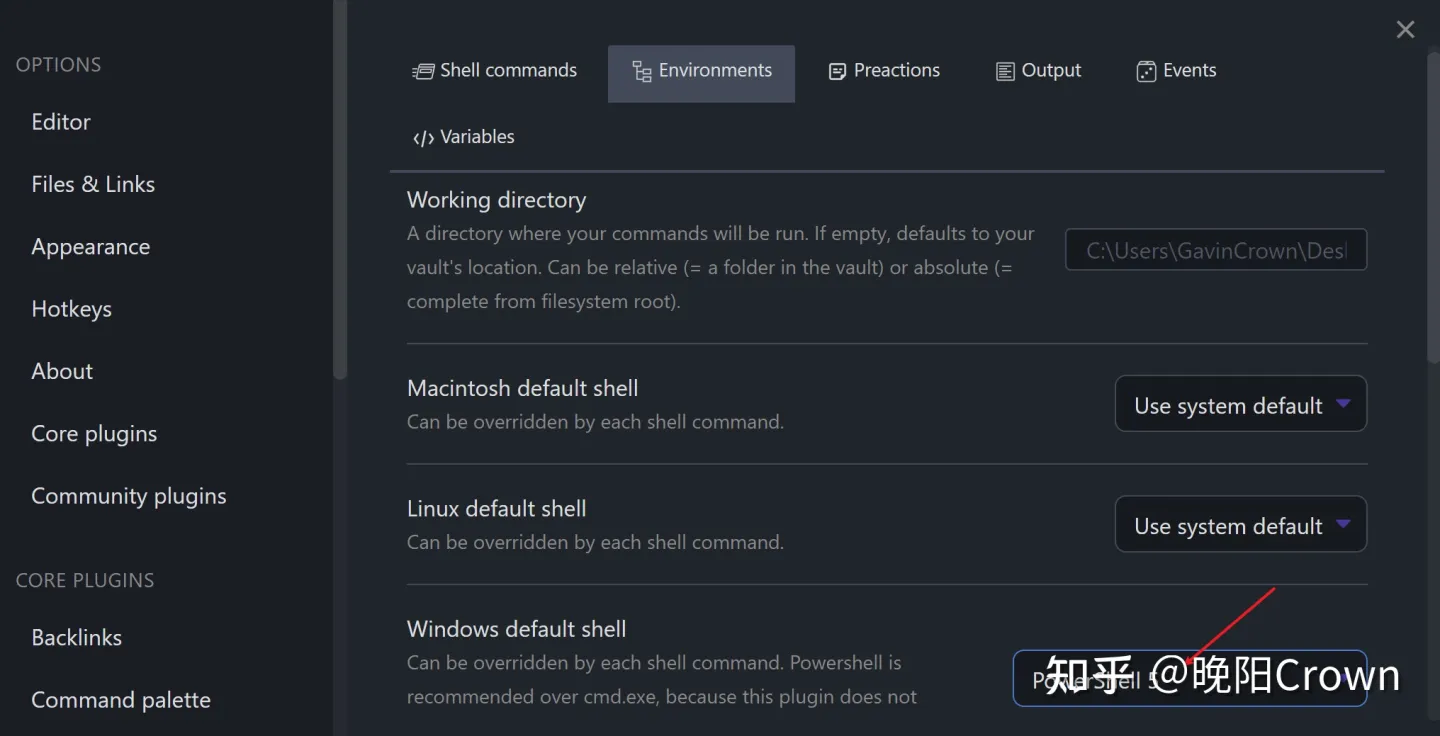 OPTIONS
Editor
Files & Links
Appearance
Hotkeys
About
Core plugins
Community plugins
CORE PLUGINS
Backlinks
Command palette
Shell commands
Environments
Preactions
Output
Events
Variables
Working directory
A directory where your commands will be run. If empty, defaults to your
vault's location. Can be relative (= a folder in the vault) or absolute (=
complete from filesystem root).
C:\Users\GavinCrown\Des
Macintosh default shell
Can be overridden by each shell command.
Use system default
Linux default shell
Can be overridden by each shell command.
Use system default
Windows default shell
Can be overridden by each shell command. Powershell is
recommended over cmd.exe, because this plugin does not
PowerShell 5
知乎 @晚阳Crown